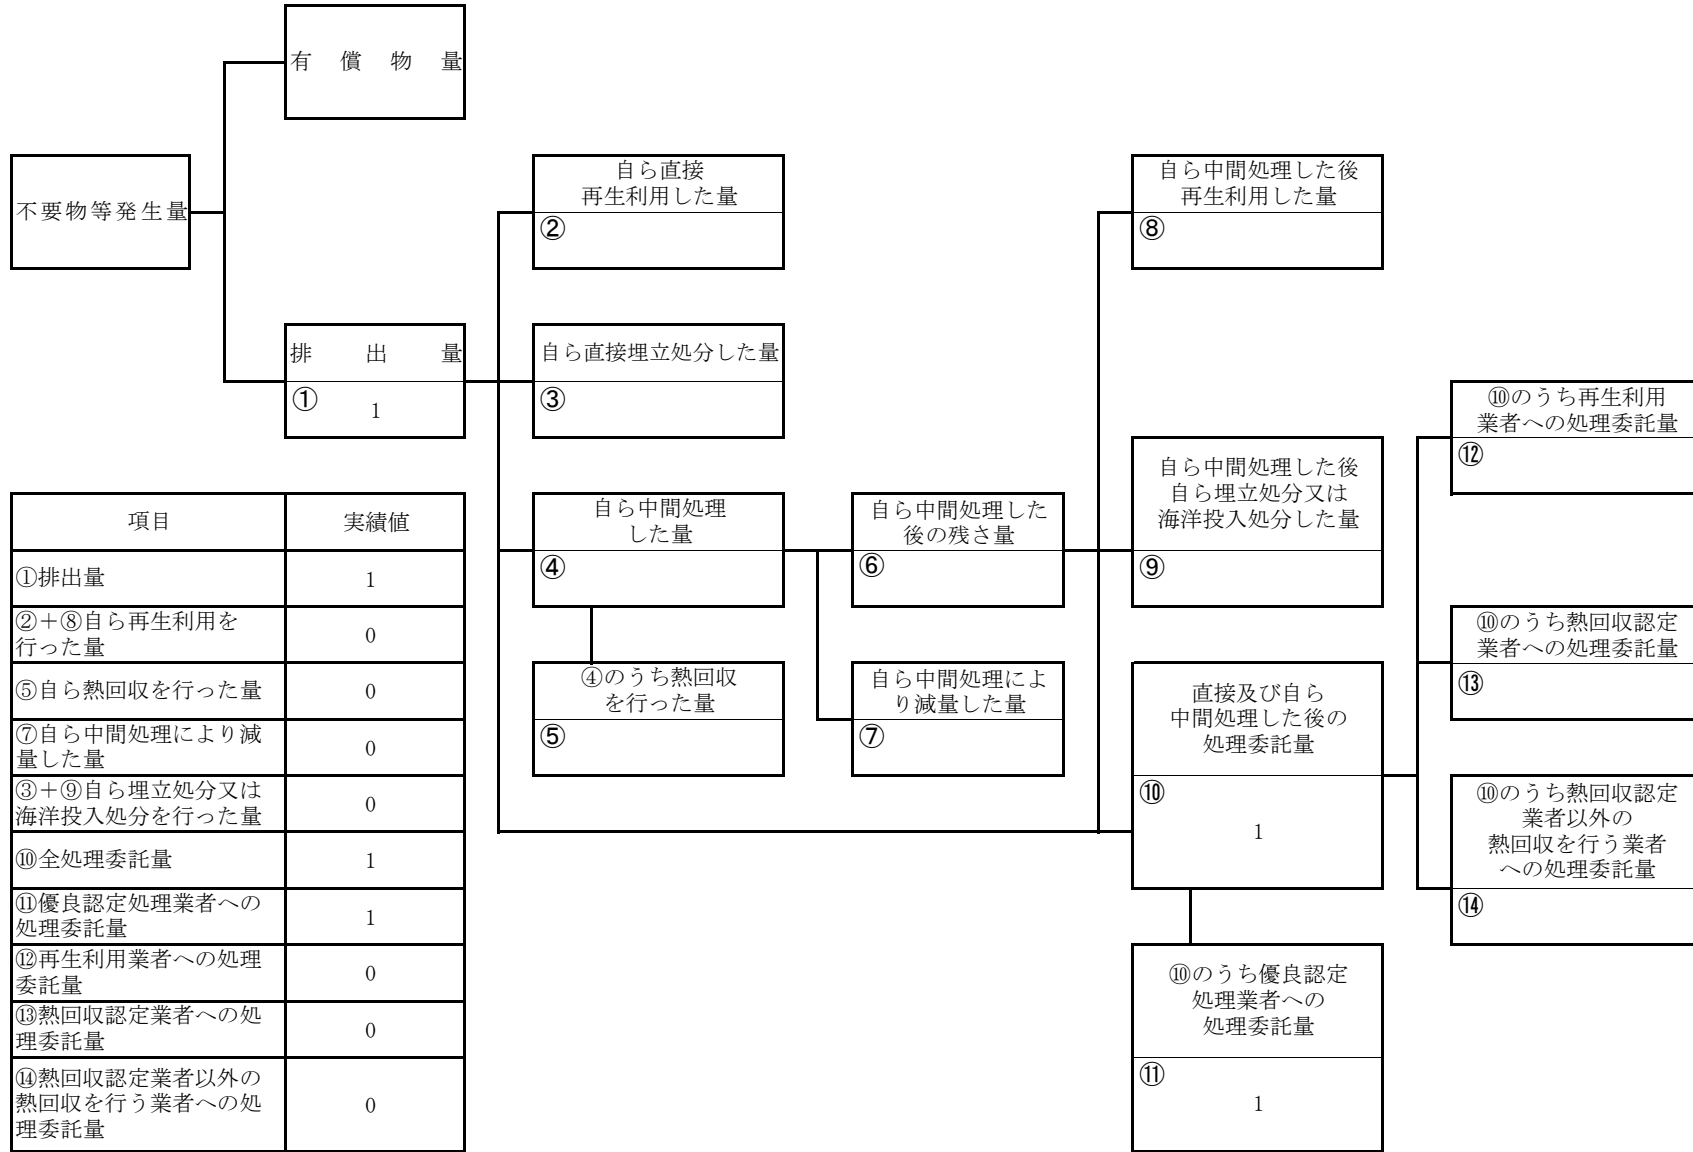 有償物量
不要物等発生量
排出量
①
1
自ら直接
再生利用した量
②
自ら直接埋立処分した量
③
自ら中間処理
した量
④
④のうち熱回収
を行った量
⑤
自ら中間処理した
後の残さ量
⑥
自ら中間処理によ
り減量した量
⑦
自ら中間処理した後
再生利用した量
⑧
自ら中間処理した後
自ら埋立処分又は
海洋投入処分した量
⑨
直接及び自ら
中間処理した後の
処理委託量
⑩
1
⑩のうち優良認定
処理業者への
処理委託量
⑪
1
⑩のうち再生利用
業者への処理委託量
⑫
⑩のうち熱回収認定
業者への処理委託量
⑬
⑩のうち熱回収認定
業者以外の
熱回収を行う業者
への処理委託量
⑭
項目 実績値
①排出量 1
②＋⑧自ら再生利用を
行った量 0
⑤自ら熱回収を行った量 0
⑦自ら中間処理により減
量した量 0
③＋⑨自ら埋立処分又は
海洋投入処分を行った量 0
⑩全処理委託量 1
⑪優良認定処理業者への
処理委託量 1
⑫再生利用業者への処理
委託量 0
⑬熱回収認定業者への処
理委託量 0
⑭熱回収認定業者以外の
熱回収を行う業者への処
理委託量 0